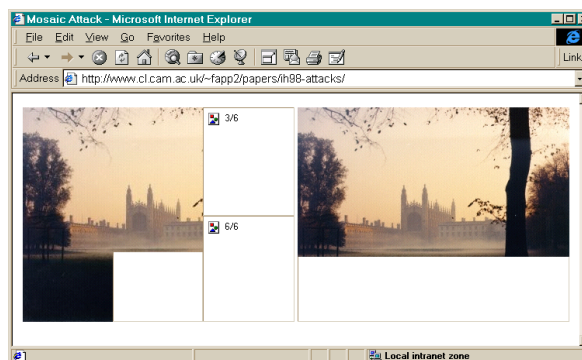 Mosaic Attack - Microsoft Internet Explorer
File Edit View Go Favorites Help
Link
Address http://www.cl.cam.ac.uk/~fapp2/papers/ih98-attacks/
3/6
6/6
Local intranet zone